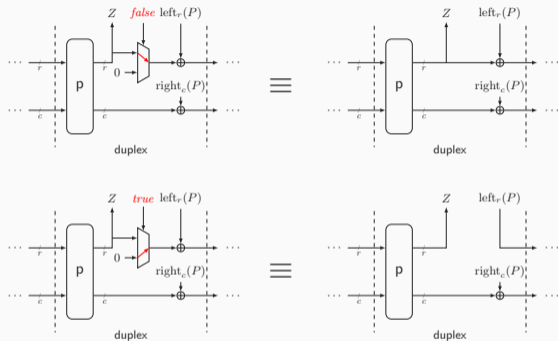 Z false left_r(P)
Z left_r(P)
... r p r 0 ...
... r p r ...
right_c(P)
right_c(P)
c c
c c
duplex
duplex
Z true left_r(P)
Z left_r(P)
... r p r 0 ...
... r p r ...
right_c(P)
right_c(P)
c c
c c
duplex
duplex